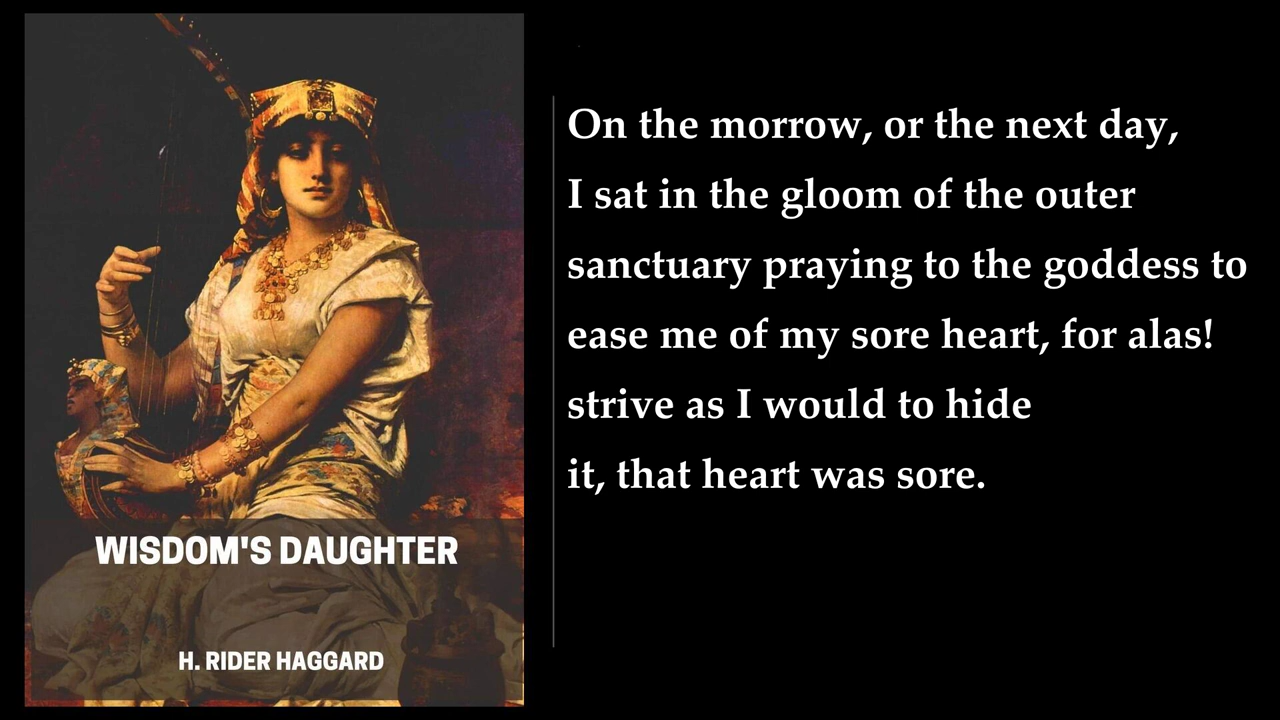 WISDOM'S DAUGHTER
H. RIDER HAGGARD
On the morrow, or the next day,
I sat in the gloom of the outer
sanctuary praying to the goddess to
ease me of my sore heart, for alas!
strive as I would to hide
it, that heart was sore.